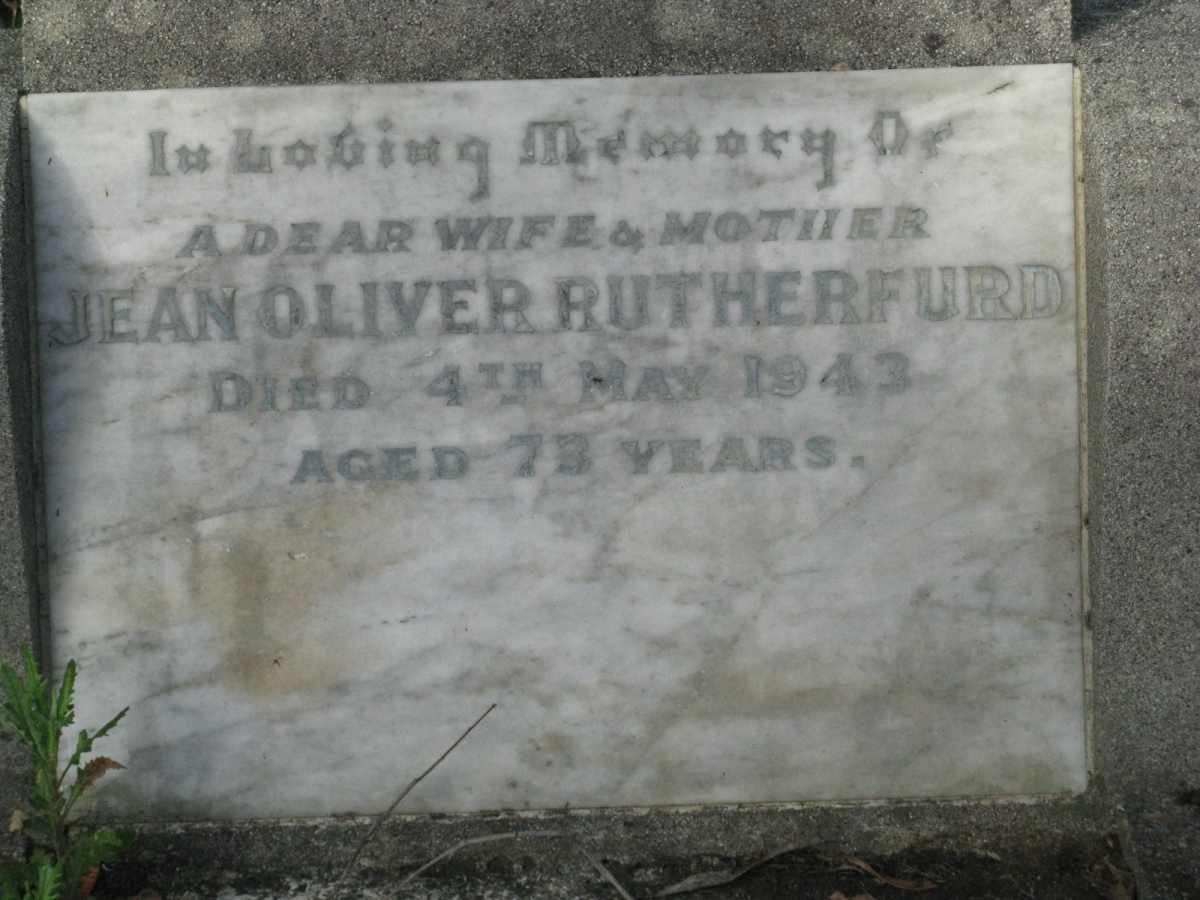 In Loving Memory Of
A DEAR WIFE & MOTHER
JEAN OLIVER RUTHERFURD
DIED 4TH MAY 1943
AGED 73 YEARS.